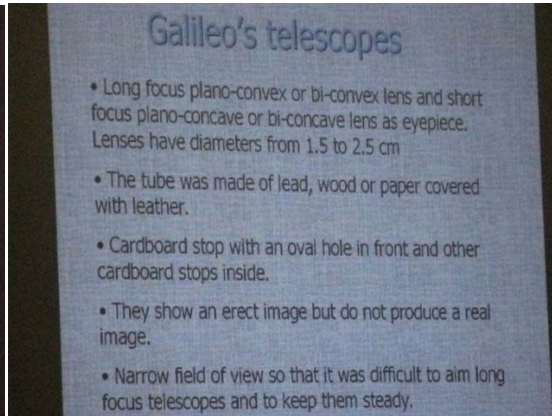 Galileo's telescopes
• Long focus plano-convex or bi-convex lens and short
focus plano-concave or bi-concave lens as eyepiece.
Lenses have diameters from 1.5 to 2.5 cm
• The tube was made of lead, wood or paper covered
with leather.
• Cardboard stop with an oval hole in front and other
cardboard stops inside.
• They show an erect image but do not produce a real
image.
• Narrow field of view so that it was difficult to aim long
focus telescopes and to keep them steady.